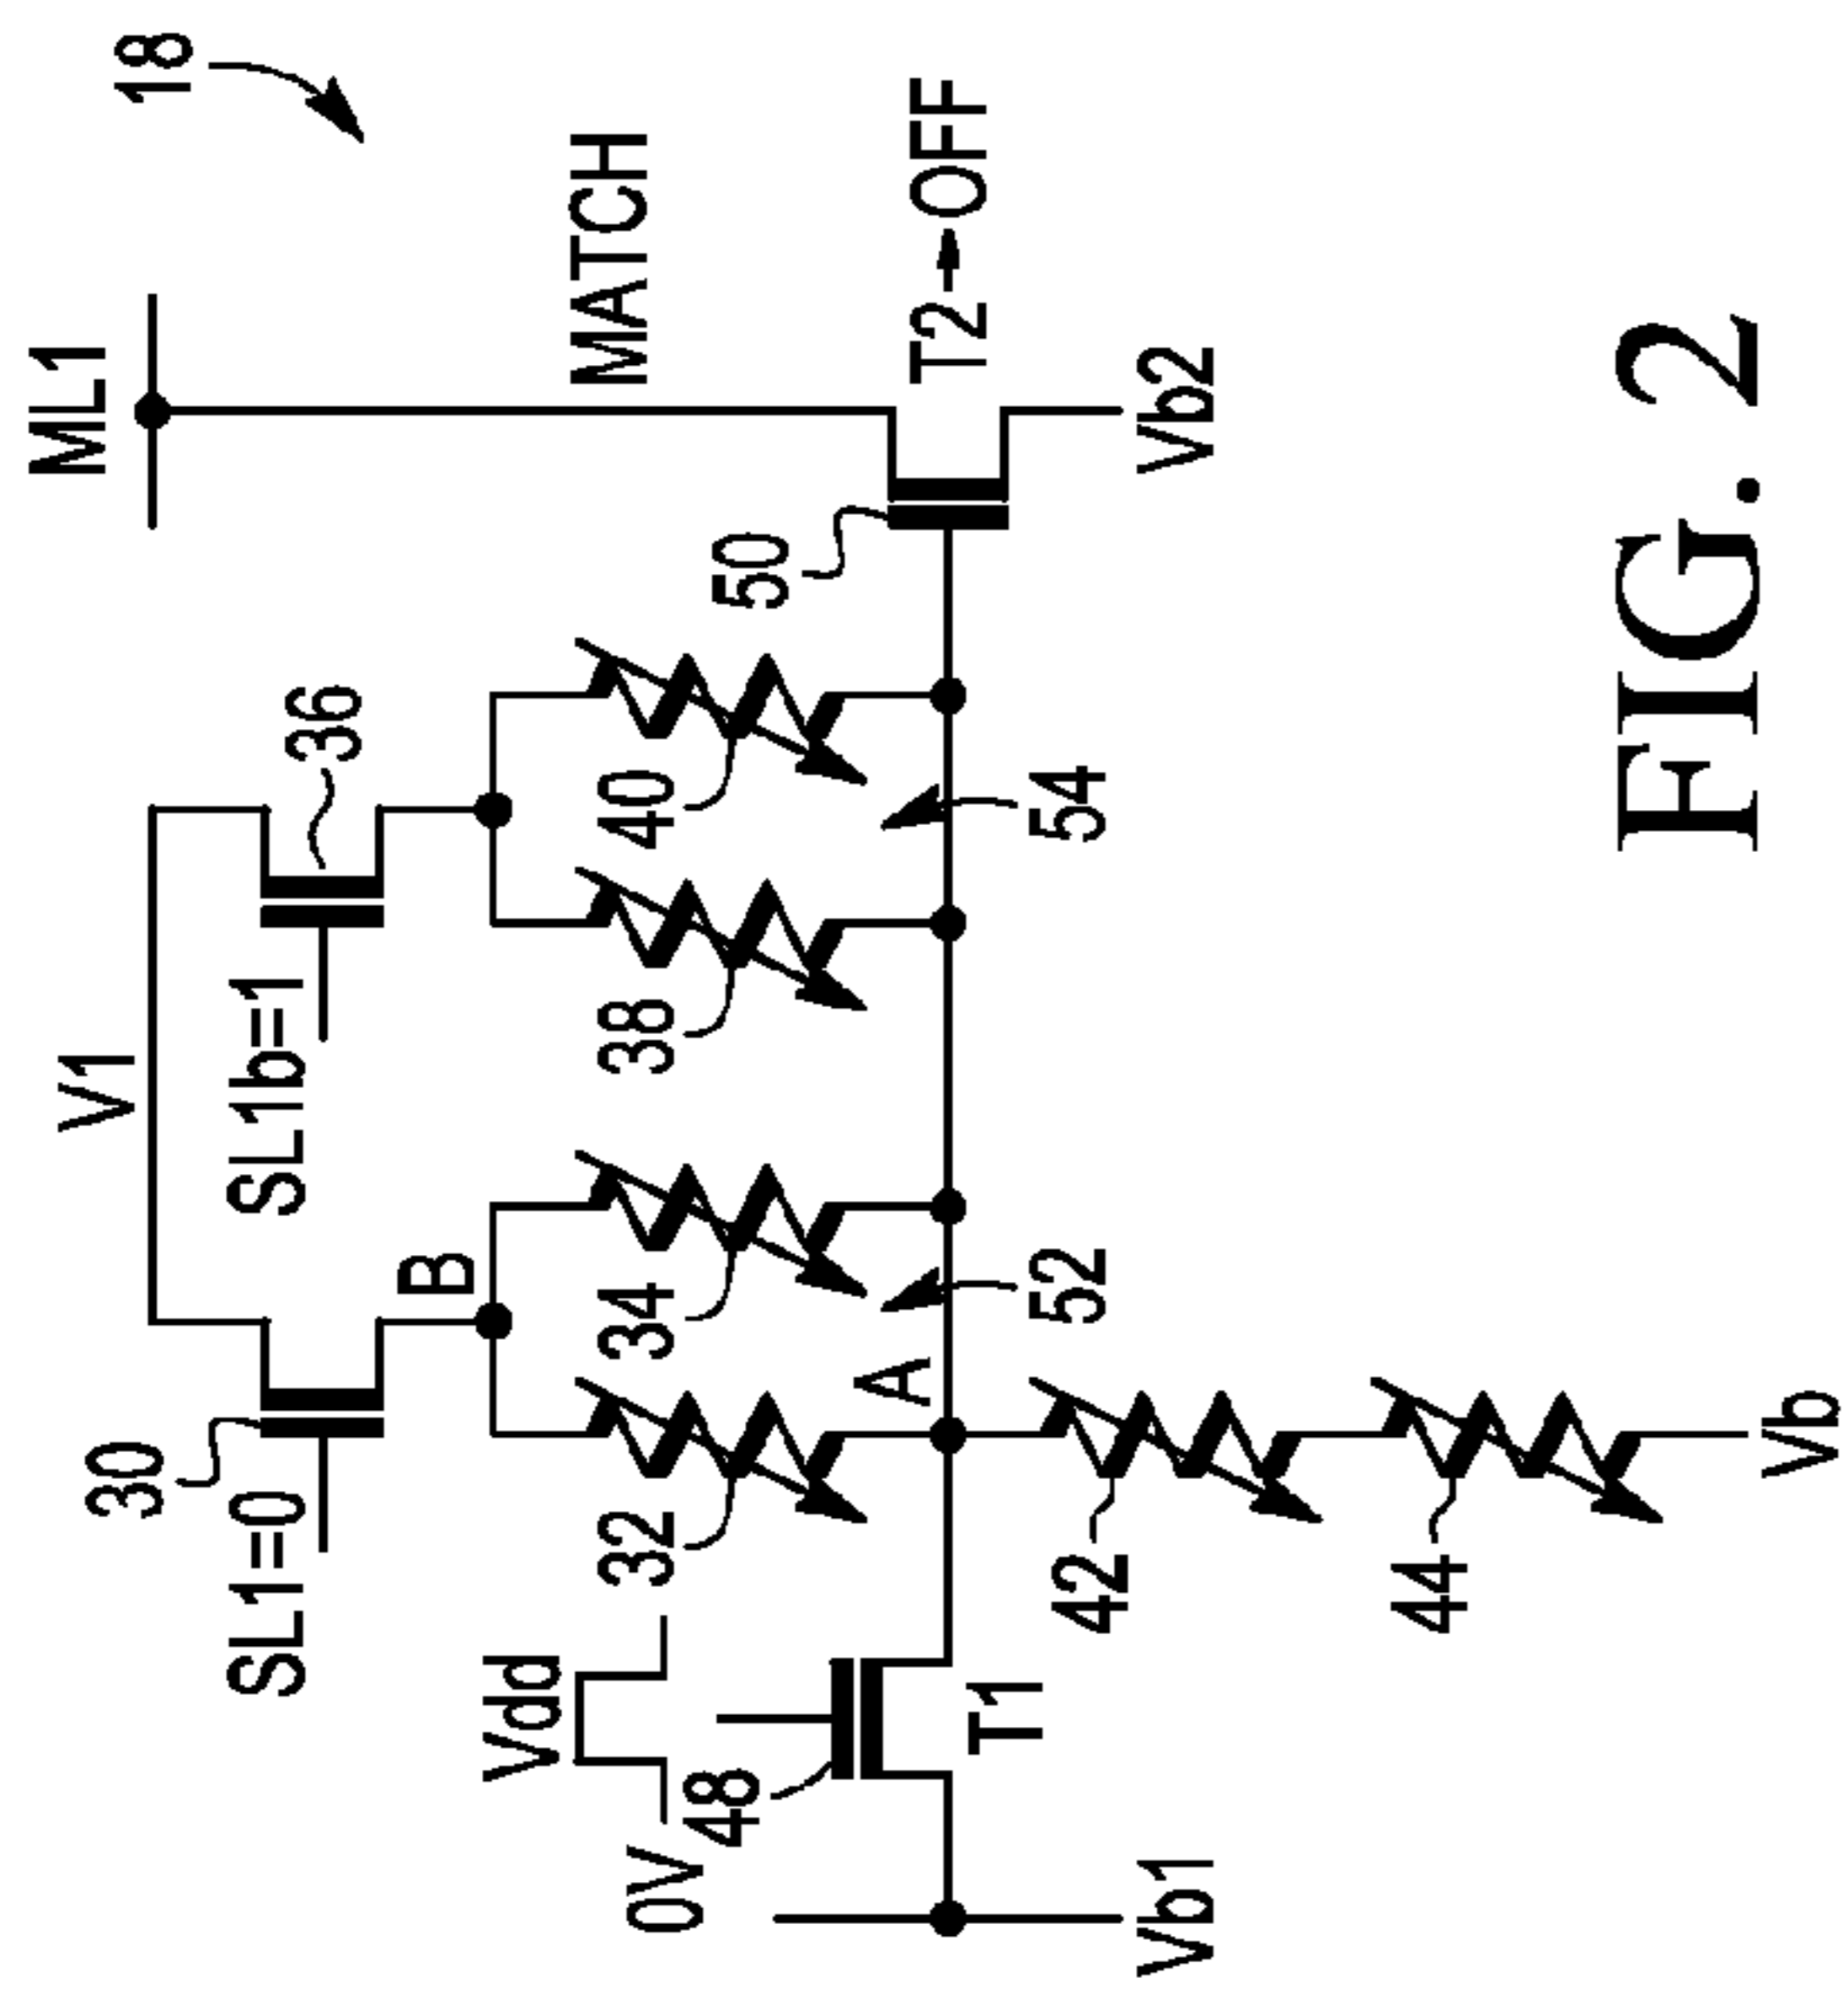 18
ML1
V1
30
SL1=0
SL1b=1
36
B
MATCH
Vdd
0V
48
32
34
38
40
50
A
T1
52
54
T2 → OFF
42
44
Vb1
Vb2
Vb
FIG. 2